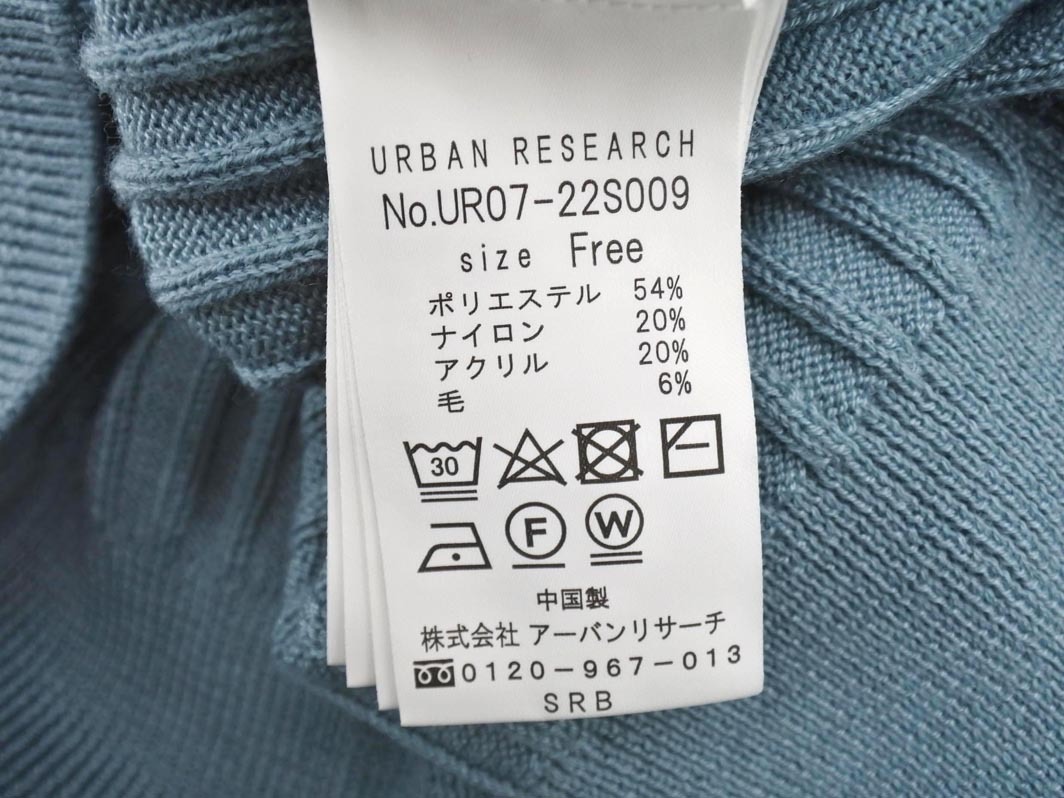 URBAN RESEARCH
No.UR07-22S009
size Free
ポリエステル 54%
ナイロン 20%
アクリル 20%
毛 6%
30
F W
中国製
株式会社 アーバンリサーチ
0120-967-013
SRB